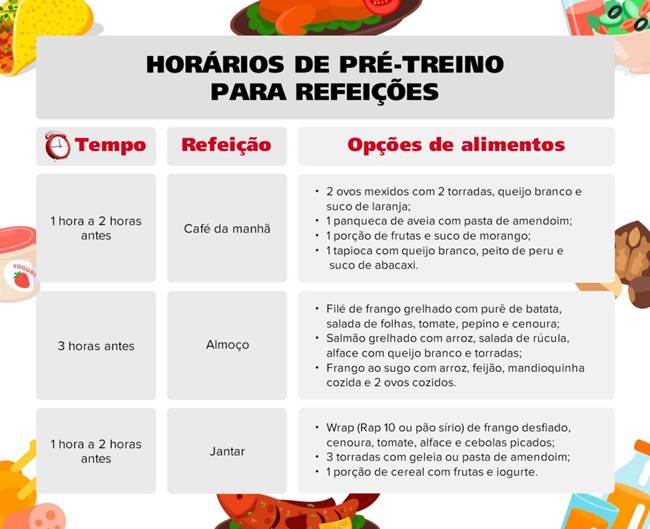 HORÁRIOS DE PRÉ-TREINO
PARA REFEIÇÕES
Tempo
Refeição
Opções de alimentos
1 hora a 2 horas
antes
Café da manhã
• 2 ovos mexidos com 2 torradas, queijo branco e
suco de laranja;
• 1 panqueca de aveia com pasta de amendoim;
• 1 porção de frutas e suco de morango;
• 1 tapioca com queijo branco, peito de peru e
suco de abacaxi.
3 horas antes
Almoço
• Filé de frango grelhado com purê de batata,
salada de folhas, tomate, pepino e cenoura;
• Salmão grelhado com arroz, salada de rúcula,
alface com queijo branco e torradas;
• Frango ao sugo com arroz, feijão, mandioquinha
cozida e 2 ovos cozidos.
1 hora a 2 horas
antes
Jantar
• Wrap (Rap 10 ou pão sírio) de frango desfiado,
cenoura, tomate, alface e cebolas picados;
• 3 torradas com geleia ou pasta de amendoim;
• 1 porção de cereal com frutas e iogurte.
YOGURT